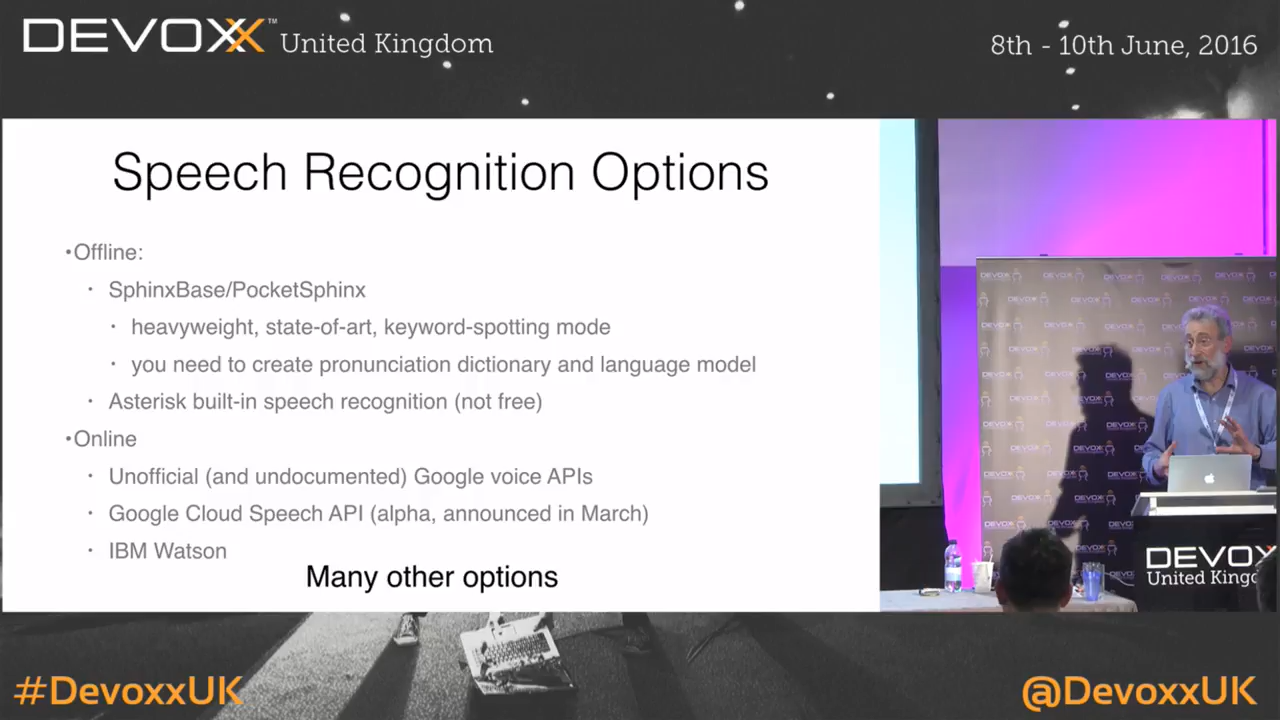 DEVOXX™ United Kingdom
8th - 10th June, 2016
Speech Recognition Options
•Offline:
· SphinxBase/PocketSphinx
· heavyweight, state-of-art, keyword-spotting mode
· you need to create pronunciation dictionary and language model
· Asterisk built-in speech recognition (not free)
•Online
· Unofficial (and undocumented) Google voice APIs
· Google Cloud Speech API (alpha, announced in March)
· IBM Watson
Many other options
DEVOX
United Kingd
#DevoxxUK
@DevoxxUK